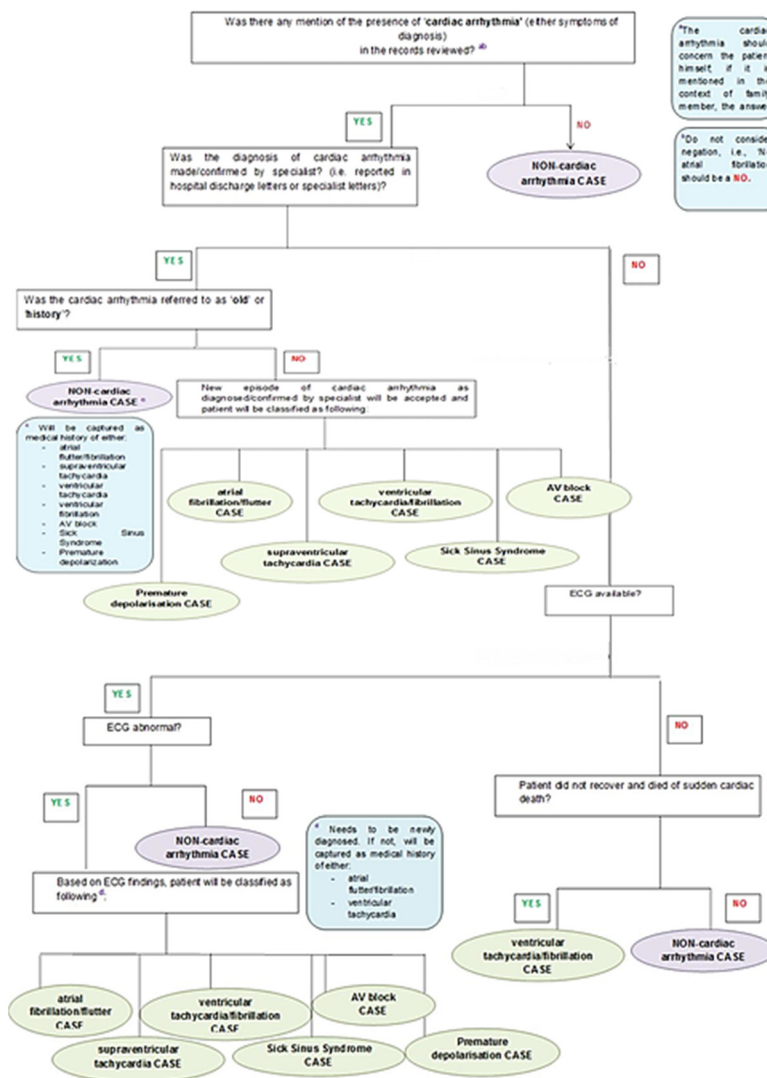 Was there any mention of the presence of 'cardiac arrhythmia' (either symptoms of
diagnosis)
in the records reviewed? ab
aThe cardiac
arrhythmia should
concern the patient
himself, if it is
mentioned in the
context of family
member, the answer
YES
NO
bDo not consider
negation, i.e., 'No
atrial fibrillation
should be a NO.
NON-cardiac
arrhythmia CASE
Was the diagnosis of cardiac arrhythmia
made/confirmed by specialist? (i.e. reported in
hospital discharge letters or specialist letters)?
YES
NO
Was the cardiac arrhythmia referred to as 'old' or
'history'?
YES
NO
NON-cardiac
arrhythmia CASE c
New episode of cardiac arrhythmia as
diagnosed/confirmed by specialist will be accepted and
patient will be classified as following:
c Will be captured as
medical history of either:
- atrial
flutter/fibrillation
- supraventricular
tachycardia
- ventricular
tachycardia
- ventricular
fibrillation
- AV block
- Sick Sinus
Syndrome
- Premature
depolarization
atrial
fibrillation/flutter
CASE
ventricular
tachycardia/fibrillation
CASE
AV block
CASE
supraventricular
tachycardia CASE
Sick Sinus Syndrome
CASE
Premature
depolarisation CASE
ECG available?
YES
NO
ECG abnormal?
YES
NO
Patient did not recover and died of sudden cardiac
death?
NON-cardiac
arrhythmia CASE
d Needs to be newly
diagnosed. If not, will be
captured as medical history
of either:
- atrial
flutter/fibrillation
- ventricular
tachycardia
Based on ECG findings, patient will be classified as
following d:
YES
NO
ventricular
tachycardia/fibrillation
CASE
NON-cardiac
arrhythmia CASE
atrial
fibrillation/flutter
CASE
ventricular
tachycardia/fibrillation
CASE
AV block
CASE
supraventricular
tachycardia CASE
Sick Sinus Syndrome
CASE
Premature
depolarisation CASE